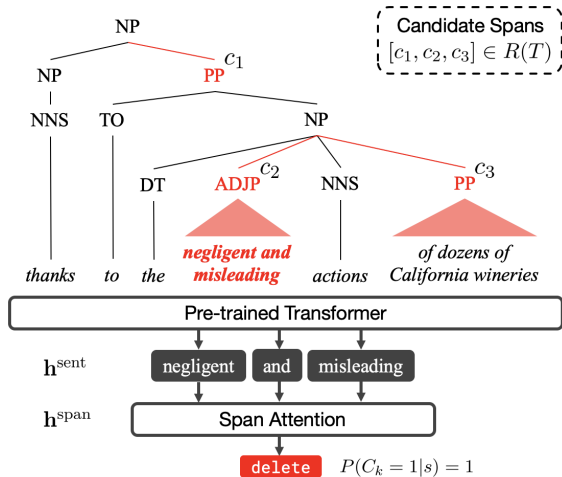 NP
Candidate Spans
[c₁, c₂, c₃] ∈ R(T)
NP PP c₁
NNS TO NP
DT ADJP c₂ NNS PP c₃
negligent and of dozens of
thanks to the misleading actions California wineries
Pre-trained Transformer
h^sent negligent and misleading
h^span Span Attention
delete P(C_k = 1|s) = 1